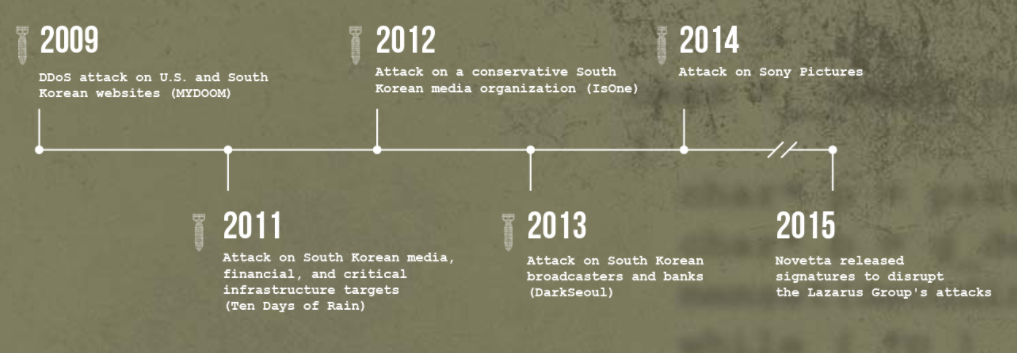 2009
DDoS attack on U.S. and South
Korean websites (MYDOOM)
2012
Attack on a conservative South
Korean media organization (IsOne)
2014
Attack on Sony Pictures
2011
Attack on South Korean media,
financial, and critical
infrastructure targets
(Ten Days of Rain)
2013
Attack on South Korean
broadcasters and banks
(DarkSeoul)
2015
Novetta released
signatures to disrupt
the Lazarus Group's attacks